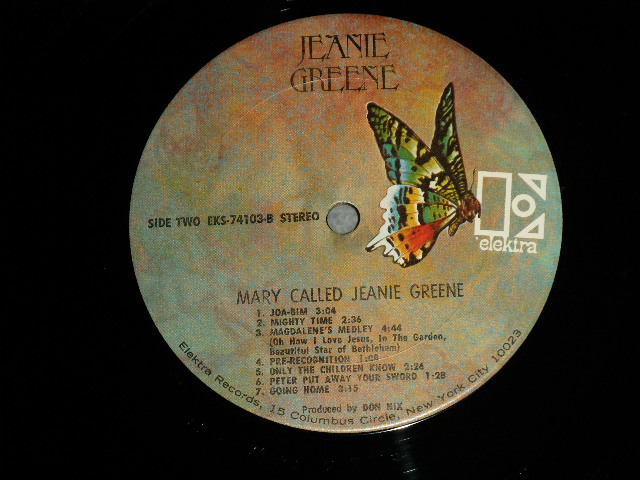 JEANIE
GREENE
SIDE TWO EKS-74103-B STEREO
elektra
MARY CALLED JEANIE GREENE
1. JOA-BIM 3:04
2. MIGHTY TIME 2:36
3. MAGDALENE'S MEDLEY 4:44
(Oh How I Love Jesus, In The Garden,
Beautiful Star of Bethlehem)
4. PRE-RECOGNITION 1:08
5. ONLY THE CHILDREN KNOW 2:26
6. PETER PUT AWAY YOUR SWORD 1:28
7. GOING HOME 3:15
Produced by DON NIX
Elektra Records, 15 Columbus Circle, New York City 10023